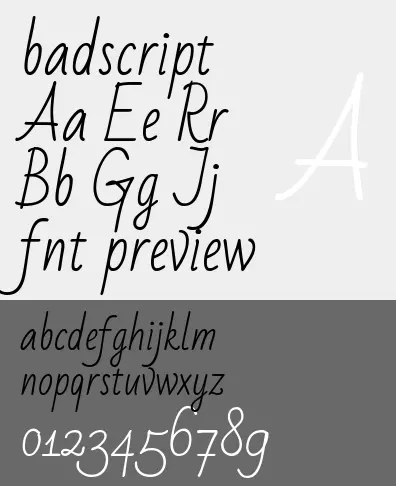 badscript
Aa Ee Rr
A
Bb Gg Jj
fnt preview
abcdefghijklm
nopqrstuvwxyz
0123456789